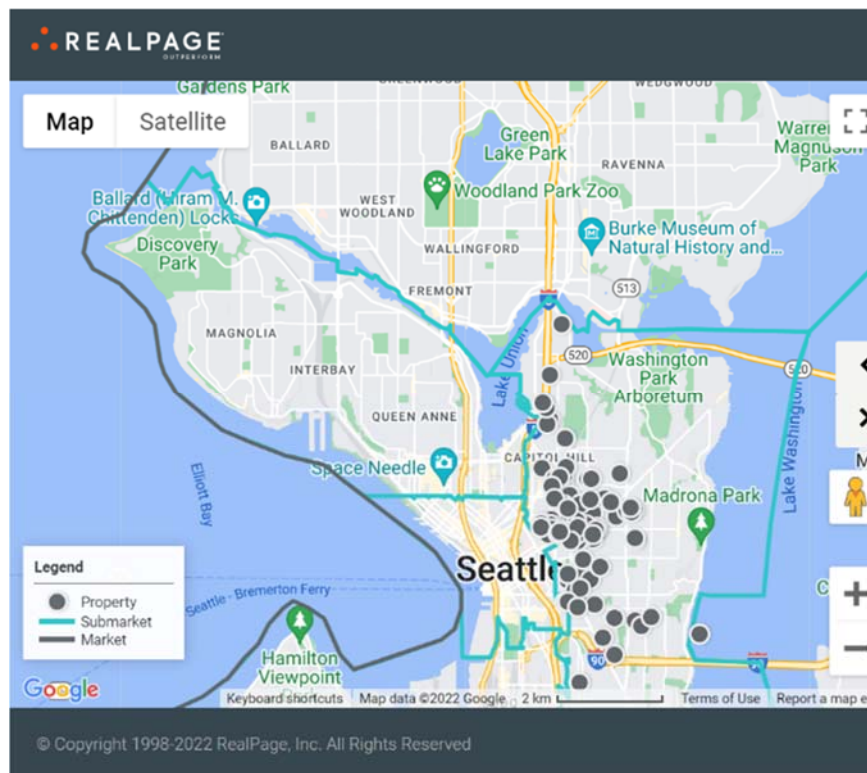 REALPAGE
OUTPERFORM
Gardens Park
WEDGWOOD
Map
Satellite
BALLARD
Green
Lake Park
RAVENNA
Magnuson
Park
Ballard (Hiram M.
Chittenden) Locks
WEST
WOODLAND
Woodland Park Zoo
Burke Museum of
Natural History and...
Discovery
Park
WALLINGFORD
FREMONT
513
MAGNOLIA
INTERBAY
Lake Union
520
Washington
Park
Arboretum
520
QUEEN ANNE
Space Needle
CAPITOL HILL
Lake Washington
Elliott Bay
Madrona Park
Seattle
Legend
Property
Submarket
Market
Seattle - Bremerton Ferry
Hamilton
Viewpoint
90
Google
Keyboard shortcuts
Map data ©2022 Google
2 km
Terms of Use
Report a map e
© Copyright 1998-2022 RealPage, Inc. All Rights Reserved